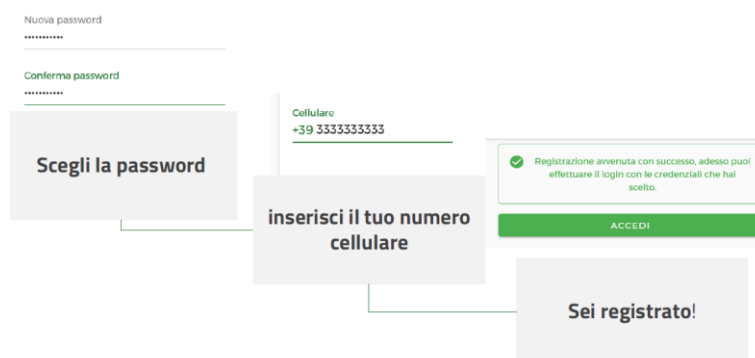 Nuova password
•••••••••••
Conferma password
•••••••••••
Scegli la password
Cellulare
+39 3333333333
inserisci il tuo numero
cellulare
Registrazione avvenuta con successo, adesso puoi
effettuare il login con le credenziali che hai
scelto.
ACCEDI
Sei registrato!